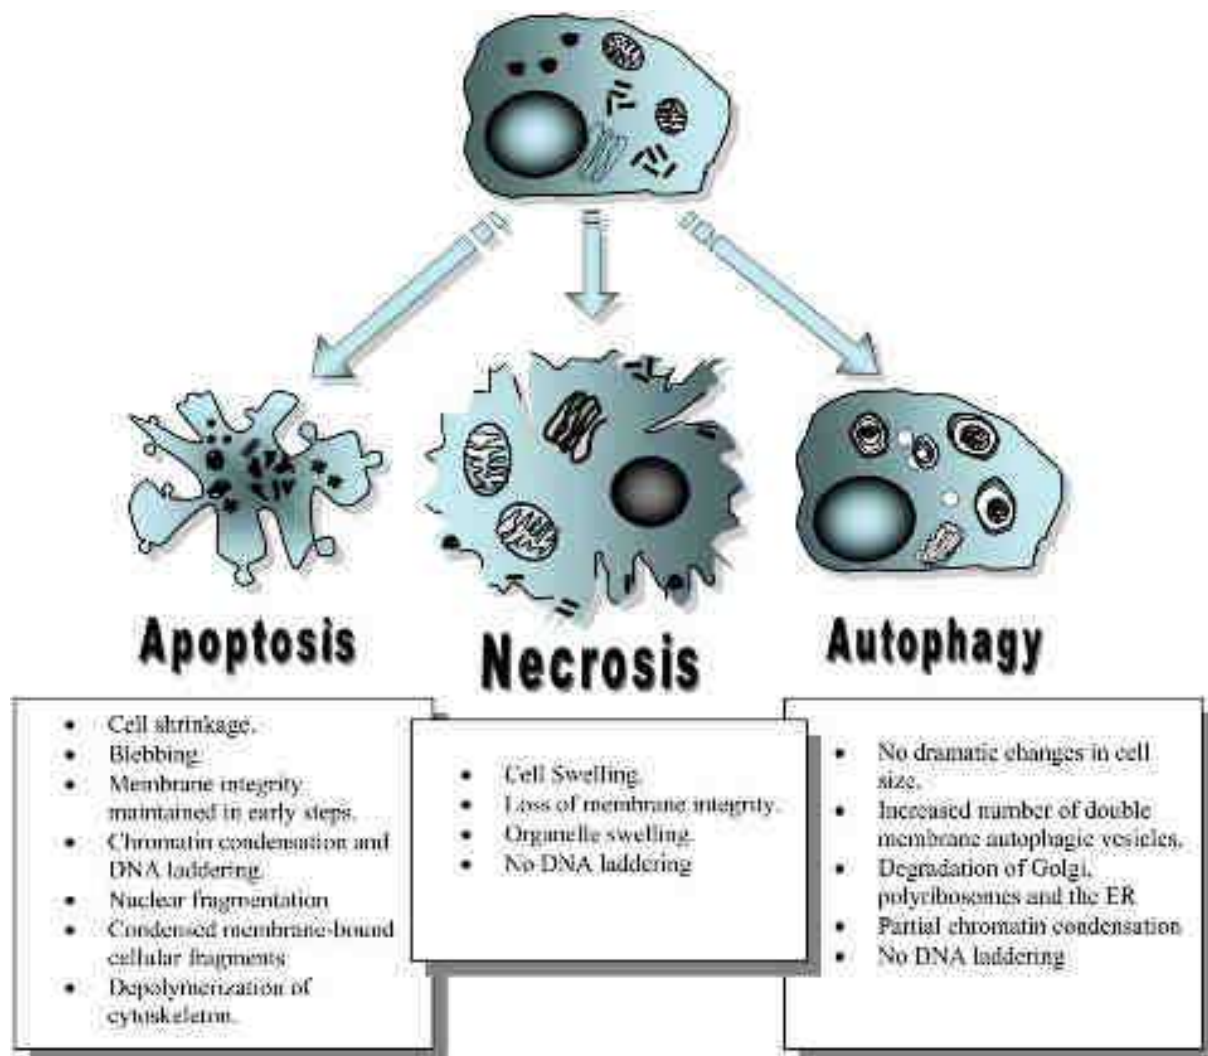 Apoptosis
Necrosis
Autophagy
• Cell shrinkage.
• Blebbing.
• Membrane integrity
maintained in early steps.
• Chromatin condensation and
DNA laddering.
• Nuclear fragmentation
• Condensed membrane-bound
cellular fragments
• Depolymerization of
cytoskeleton.
• Cell Swelling.
• Loss of membrane integrity.
• Organelle swelling.
• No DNA laddering
• No dramatic changes in cell
size.
• Increased number of double
membrane autophagic vesicles.
• Degradation of Golgi,
polyribosomes and the ER
• Partial chromatin condensation
• No DNA laddering